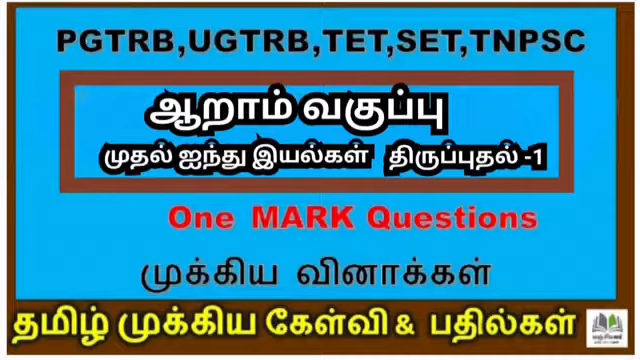 PGTRB,UGTRB,TET,SET,TNPSC
ஆறாம் வகுப்பு
முதல் ஐந்து இயல்கள் திருப்புதல் -1
One MARK Questions
முக்கிய வினாக்கள்
தமிழ் முக்கிய கேள்வி & பதில்கள்